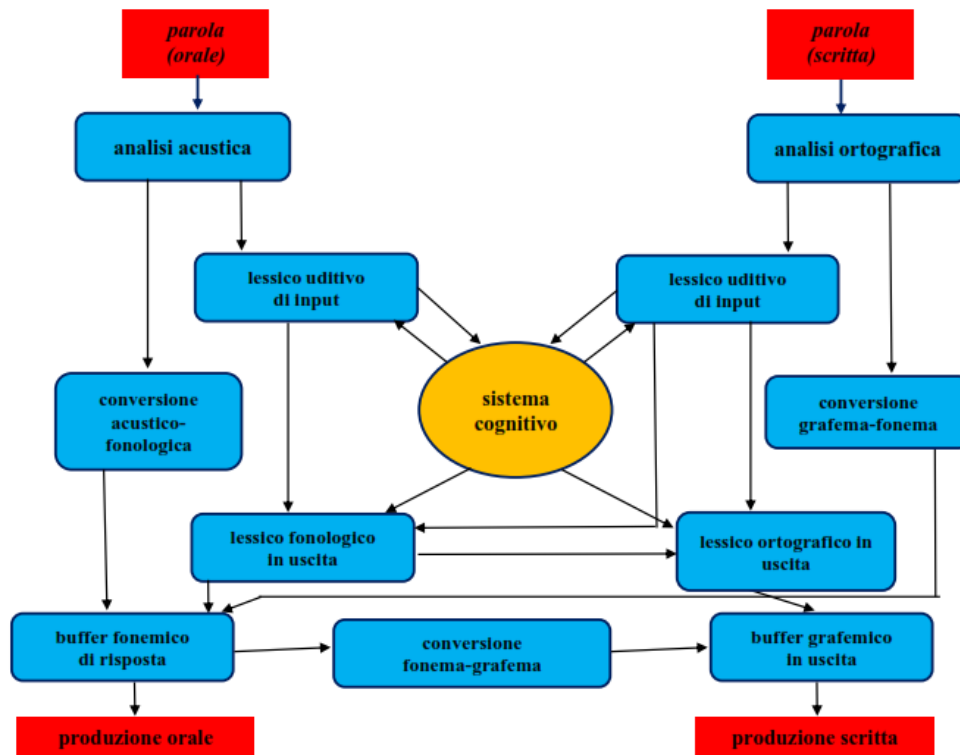 parola
(orale)
parola
(scritta)
analisi acustica
analisi ortografica
lessico uditivo
di input
lessico uditivo
di input
sistema
cognitivo
conversione
acustico-
fonologica
conversione
grafema-fonema
lessico fonologico
in uscita
lessico ortografico in
uscita
buffer fonemico
di risposta
conversione
fonema-grafema
buffer grafemico
in uscita
produzione orale
produzione scritta